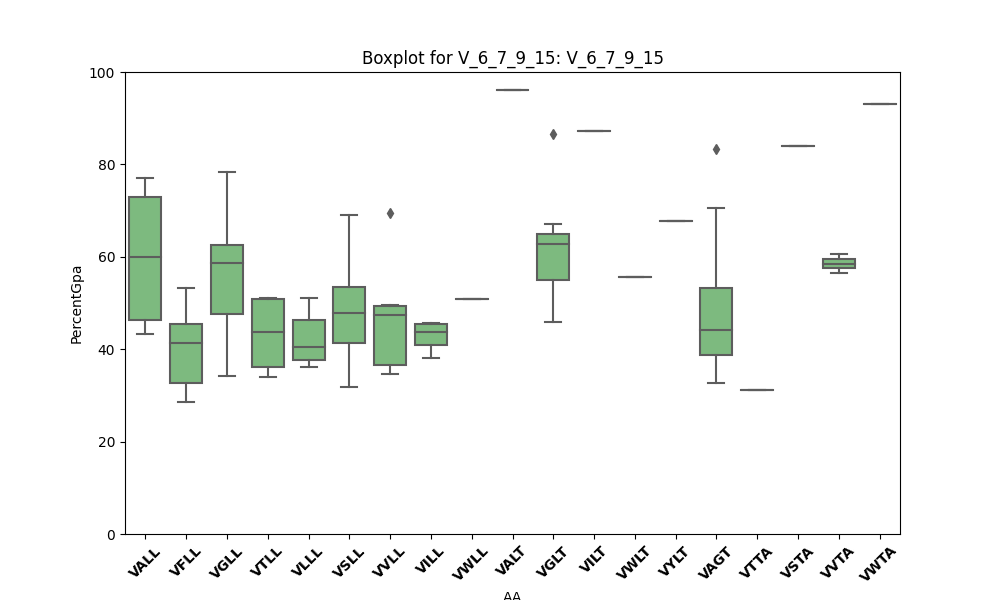 Boxplot for V_6_7_9_15: V_6_7_9_15
PercentGpa
100
80
60
40
20
0
VALL VFLL VGLL VTLL VLLL VSLL VVLL VILL VWLL VALT VGLT VILT VWLT VYLT VAGT VTTA VSTA VVTA VWTA
AA